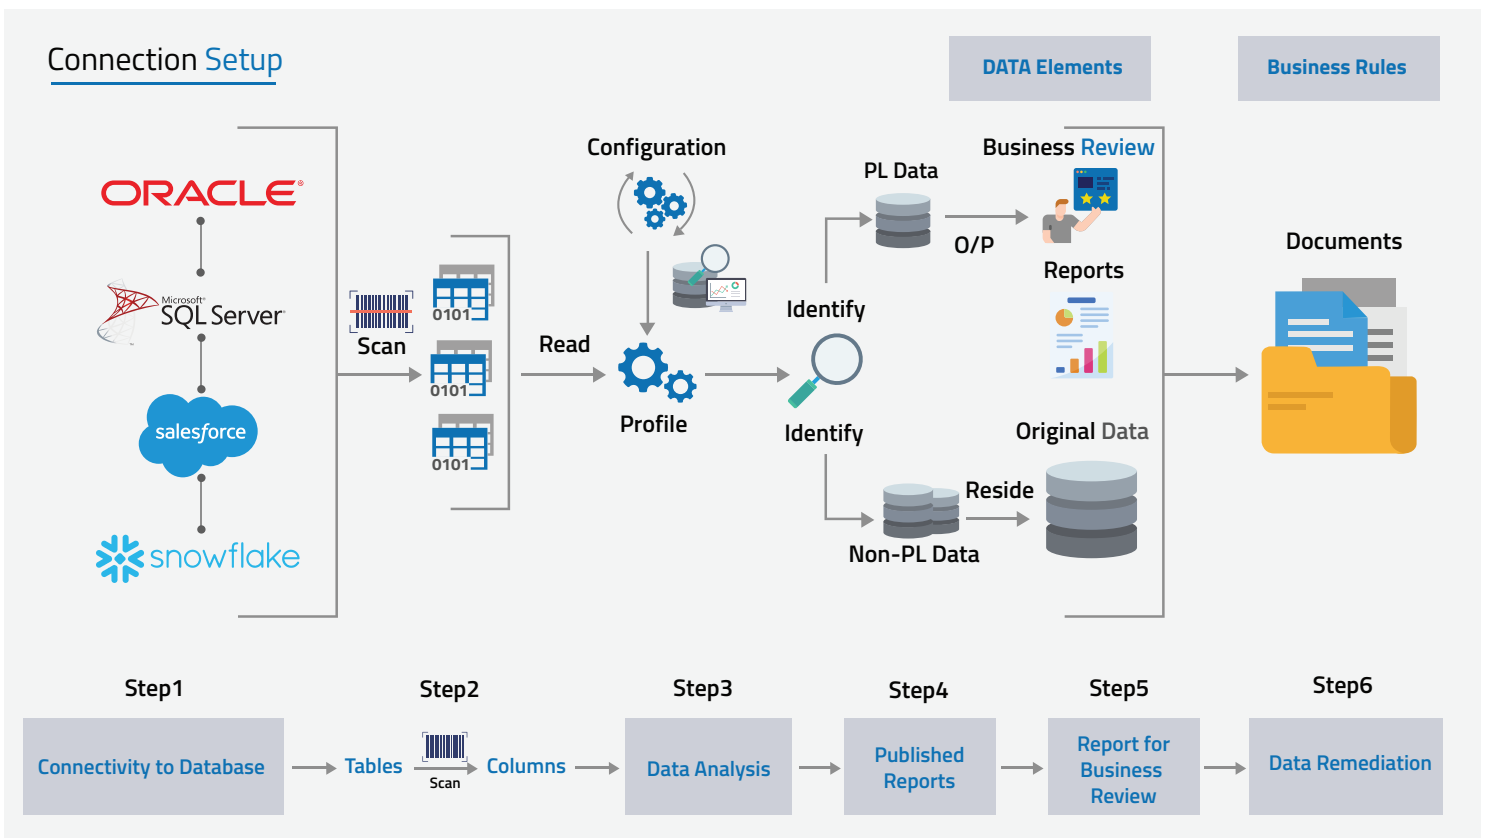 Connection Setup
DATA Elements
Business Rules
Configuration
Business Review
PL Data
ORACLE®
O/P
Documents
Reports
Microsoft®
SQL Server®
Identify
0101
Scan
Read
0101
Profile
Identify
Original Data
salesforce
0101
Reside
snowflake
Non-PL Data
Step1
Step2
Step3
Step4
Step5
Step6
Connectivity to Database
Tables
Scan
Columns
Data Analysis
Published
Reports
Report for
Business
Review
Data Remediation